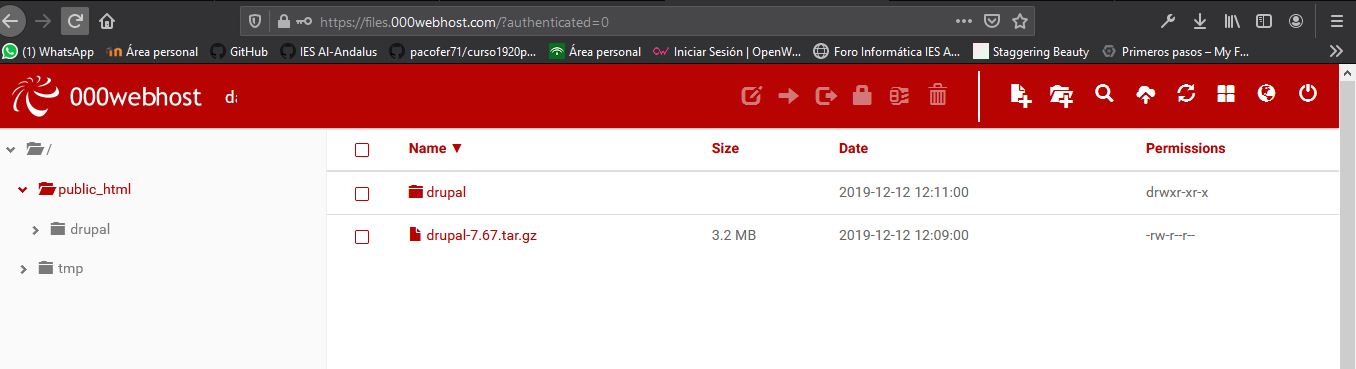 https://files.000webhost.com/?authenticated=0
(1) WhatsApp Área personal GitHub IES Al-Andalus pacofer71/curso1920p... Área personal Iniciar Sesión | OpenW... Foro Informática IES A... Staggering Beauty Primeros pasos – My F...
000webhost
/
Name ▼ Size Date Permissions
public_html
drupal 2019-12-12 12:11:00 drwxr-xr-x
drupal
drupal-7.67.tar.gz 3.2 MB 2019-12-12 12:09:00 -rw-r--r--
tmp